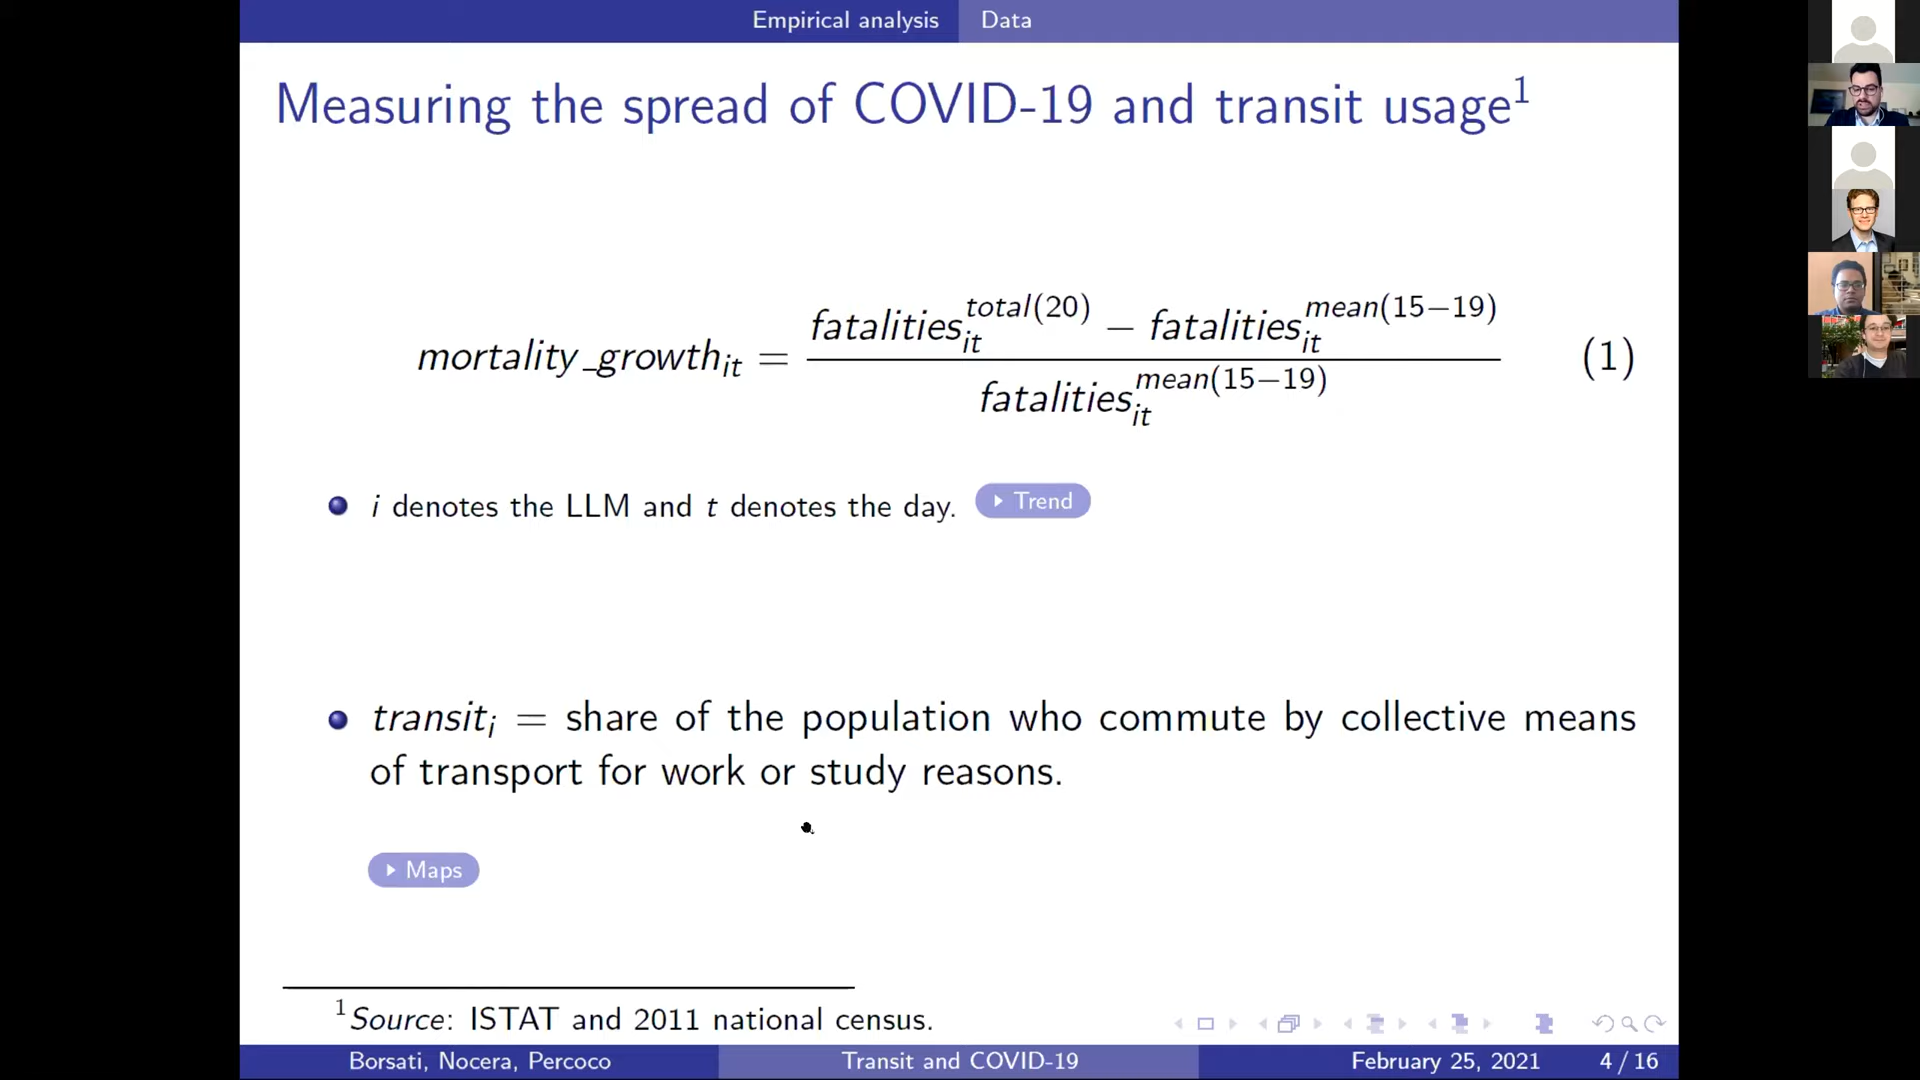 Empirical analysis Data
Measuring the spread of COVID-19 and transit usage¹
mortality_growth_it = (fatalities_it^total(20) − fatalities_it^mean(15−19)) / fatalities_it^mean(15−19) (1)
i denotes the LLM and t denotes the day. Trend
transit_i = share of the population who commute by collective means
of transport for work or study reasons.
Maps
¹Source: ISTAT and 2011 national census.
Borsati, Nocera, Percoco Transit and COVID-19 February 25, 2021 4 / 16